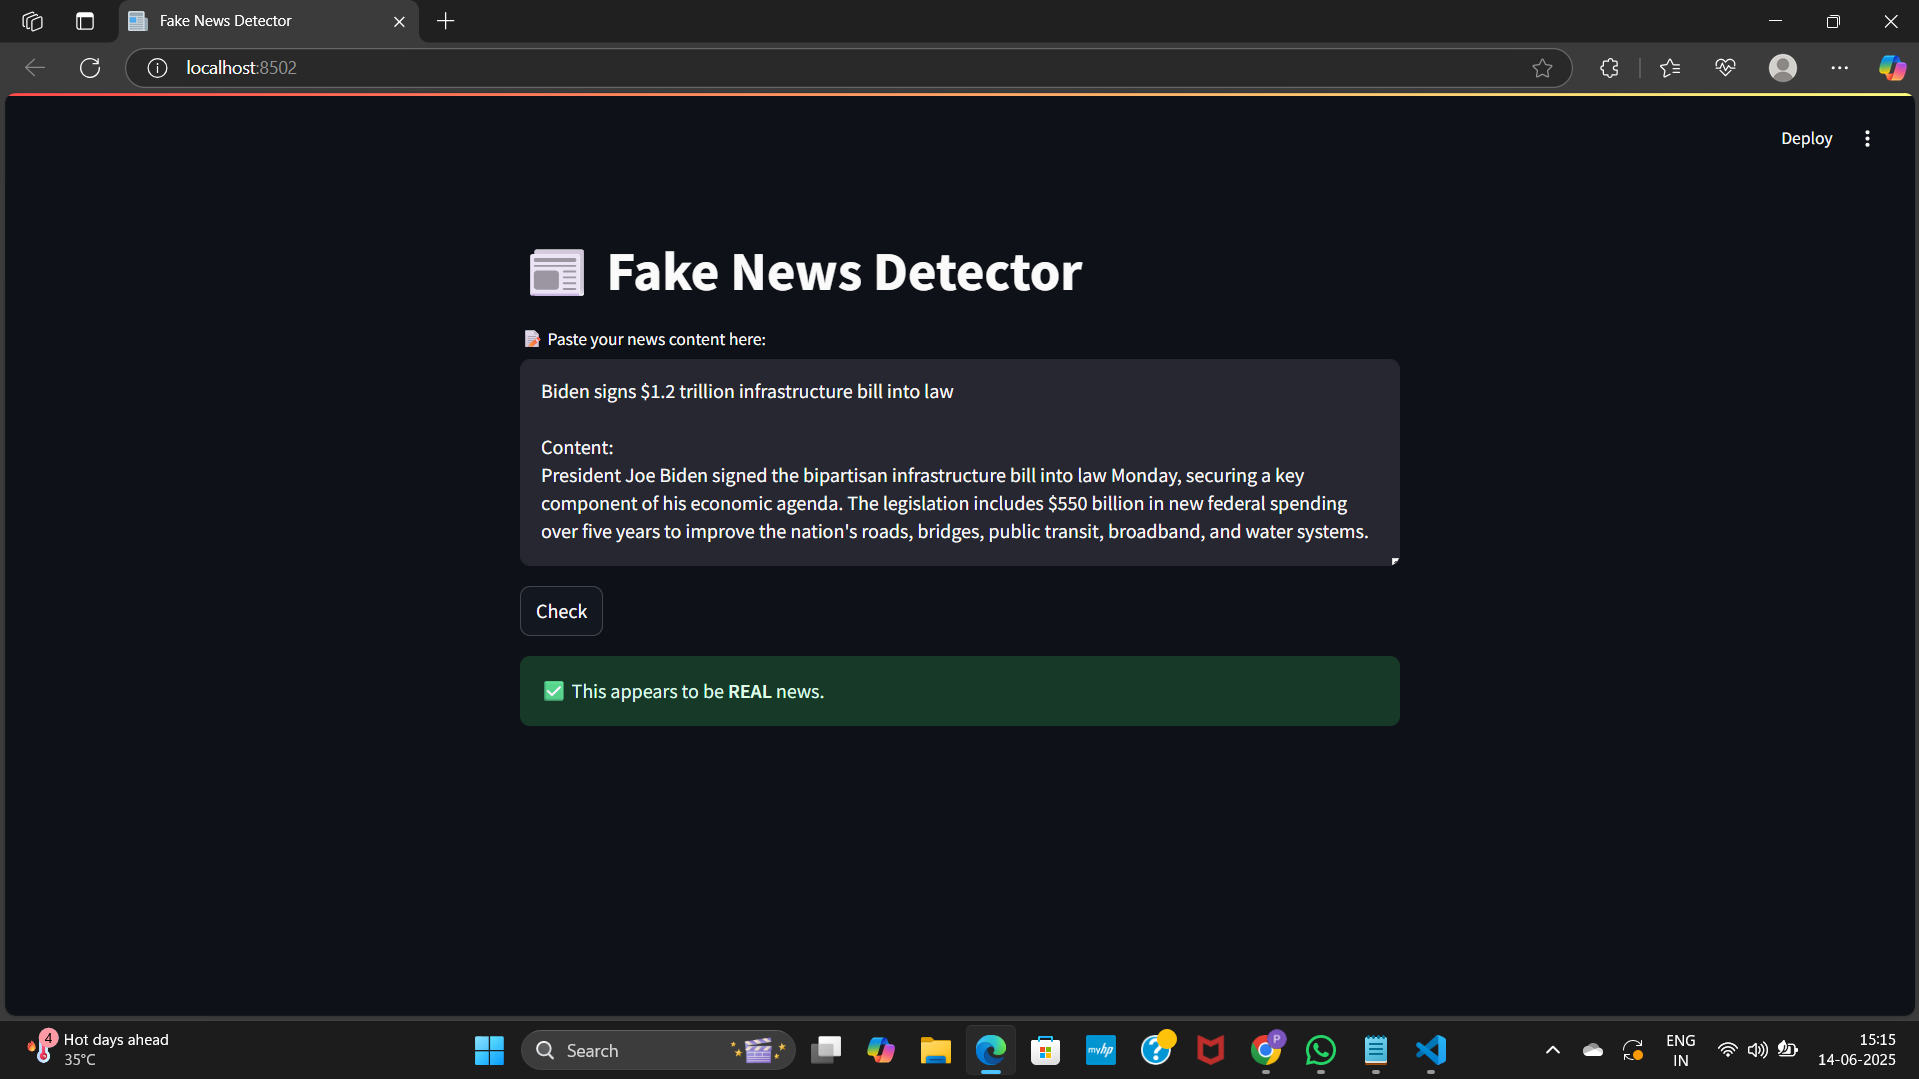 Fake News Detector
localhost:8502
Deploy
Fake News Detector
Paste your news content here:
Biden signs $1.2 trillion infrastructure bill into law
Content:
President Joe Biden signed the bipartisan infrastructure bill into law Monday, securing a key
component of his economic agenda. The legislation includes $550 billion in new federal spending
over five years to improve the nation's roads, bridges, public transit, broadband, and water systems.
Check
This appears to be REAL news.
4
Hot days ahead
35°C
Search
myhp
P
ENG
IN
15:15
14-06-2025